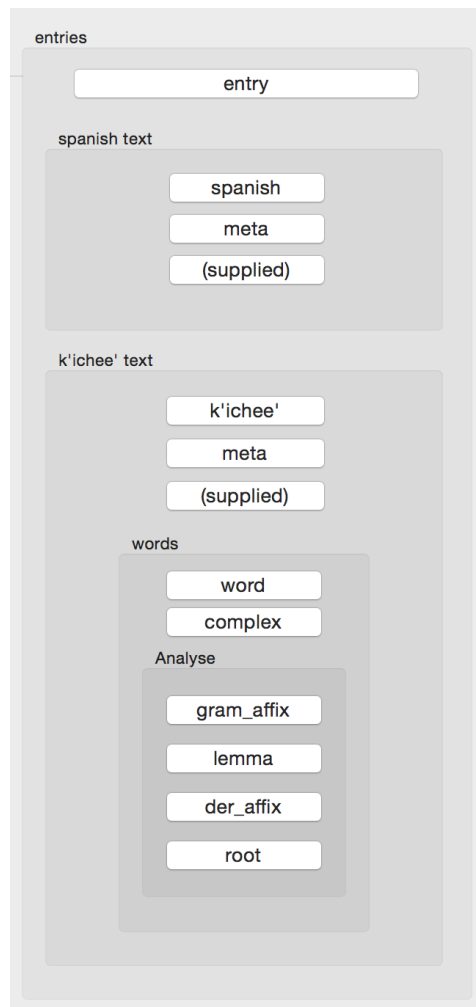 entries
entry
spanish text
spanish
meta
(supplied)
k'ichee' text
k'ichee'
meta
(supplied)
words
word
complex
Analyse
gram_affix
lemma
der_affix
root